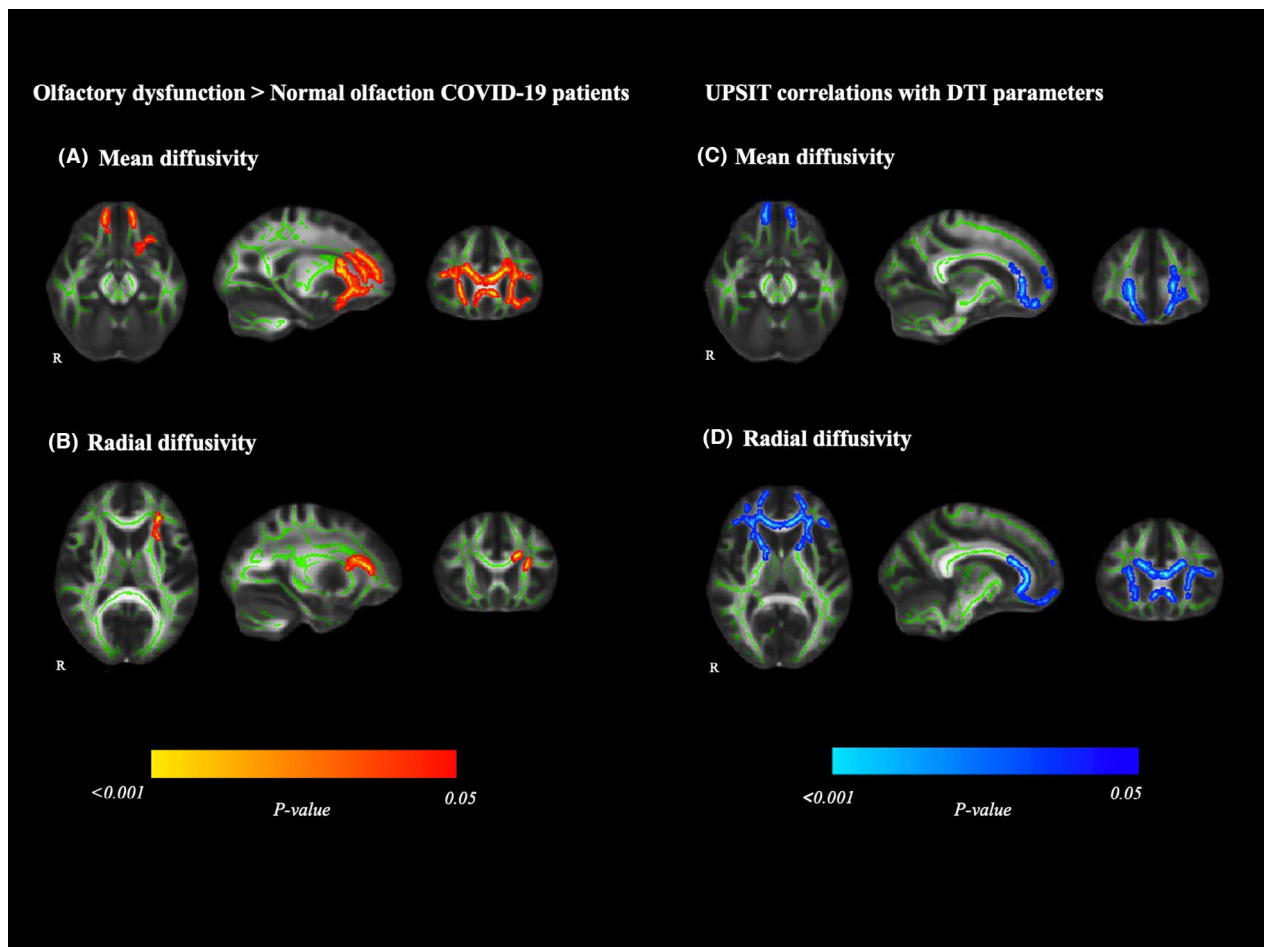 Olfactory dysfunction > Normal olfaction COVID-19 patients
(A) Mean diffusivity
R
(B) Radial diffusivity
R
<0.001
0.05
P-value
UPSIT correlations with DTI parameters
(C) Mean diffusivity
R
(D) Radial diffusivity
R
<0.001
0.05
P-value